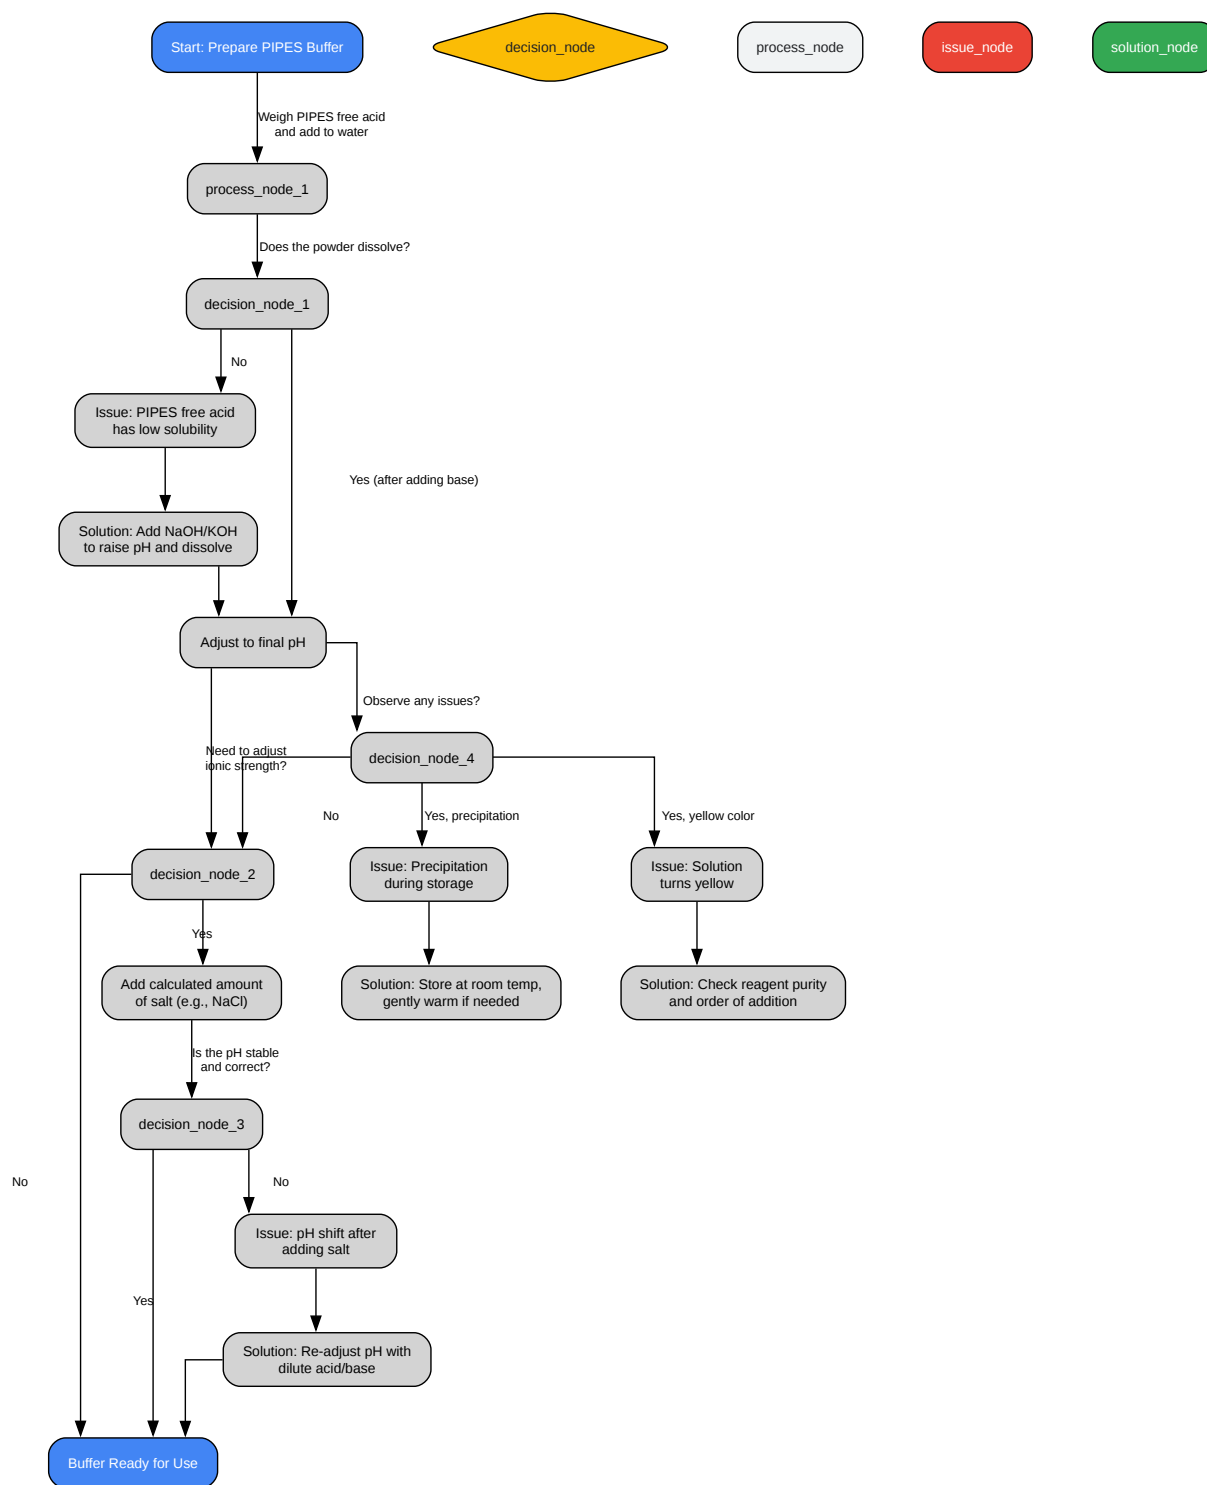 Start: Prepare PIPES Buffer
decision_node
process_node
issue_node
solution_node
Weigh PIPES free acid
and add to water
process_node_1
Does the powder dissolve?
decision_node_1
No
Issue: PIPES free acid
has low solubility
Yes (after adding base)
Solution: Add NaOH/KOH
to raise pH and dissolve
Adjust to final pH
Observe any issues?
Need to adjust
ionic strength?
decision_node_4
No
Yes, precipitation
Yes, yellow color
decision_node_2
Issue: Precipitation
during storage
Issue: Solution
turns yellow
Yes
Add calculated amount
of salt (e.g., NaCl)
Solution: Store at room temp,
gently warm if needed
Solution: Check reagent purity
and order of addition
Is the pH stable
and correct?
decision_node_3
No
No
Issue: pH shift after
adding salt
Yes
Solution: Re-adjust pH with
dilute acid/base
Buffer Ready for Use